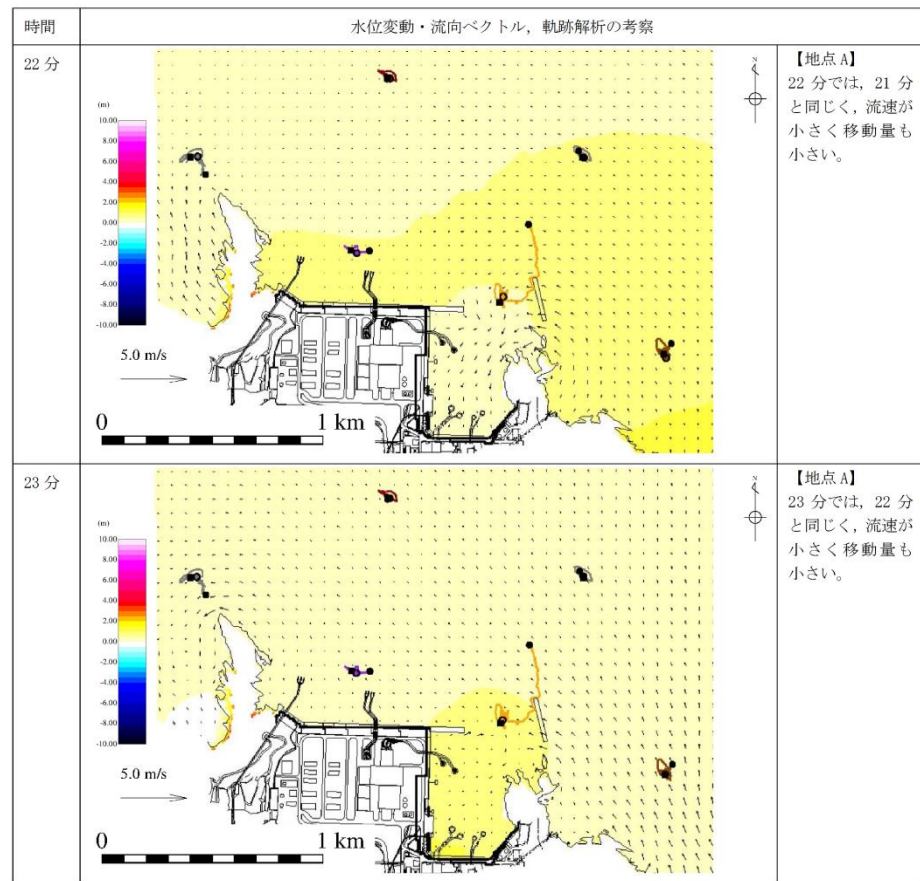 時間
水位変動・流向ベクトル，軌跡解析の考察
22 分
(m)
10.00
8.00
6.00
4.00
2.00
0.00
-2.00
-4.00
-6.00
-8.00
-10.00
5.0 m/s
0
1 km
N
【地点 A】
22 分では，21 分
と同じく，流速が
小さく移動量も
小さい。
23 分
(m)
10.00
8.00
6.00
4.00
2.00
0.00
-2.00
-4.00
-6.00
-8.00
-10.00
5.0 m/s
0
1 km
N
【地点 A】
23 分では，22 分
と同じく，流速が
小さく移動量も
小さい。